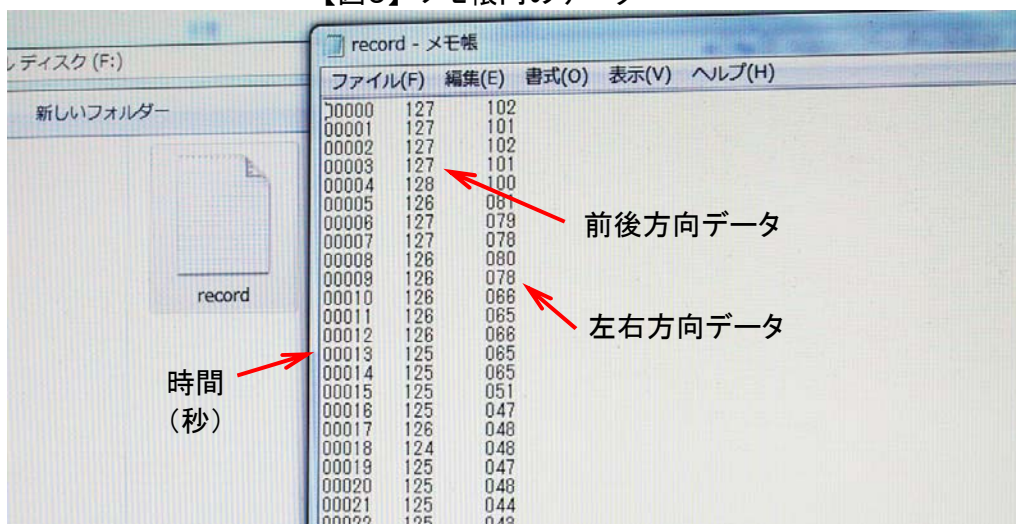 record - メモ帳
ルディスク (F:)
ファイル(F) 編集(E) 書式(O) 表示(V) ヘルプ(H)
新しいフォルダー
00000 127 102
00001 127 101
00002 127 102
00003 127 101
00004 128 100
00005 126 081
00006 127 079
00007 127 078
00008 126 080
00009 126 078
00010 126 066
00011 126 065
00012 126 066
00013 125 065
00014 125 065
00015 125 051
00016 125 047
00017 126 048
00018 124 048
00019 125 047
00020 125 048
00021 125 044
record
前後方向データ
左右方向データ
時間
(秒)